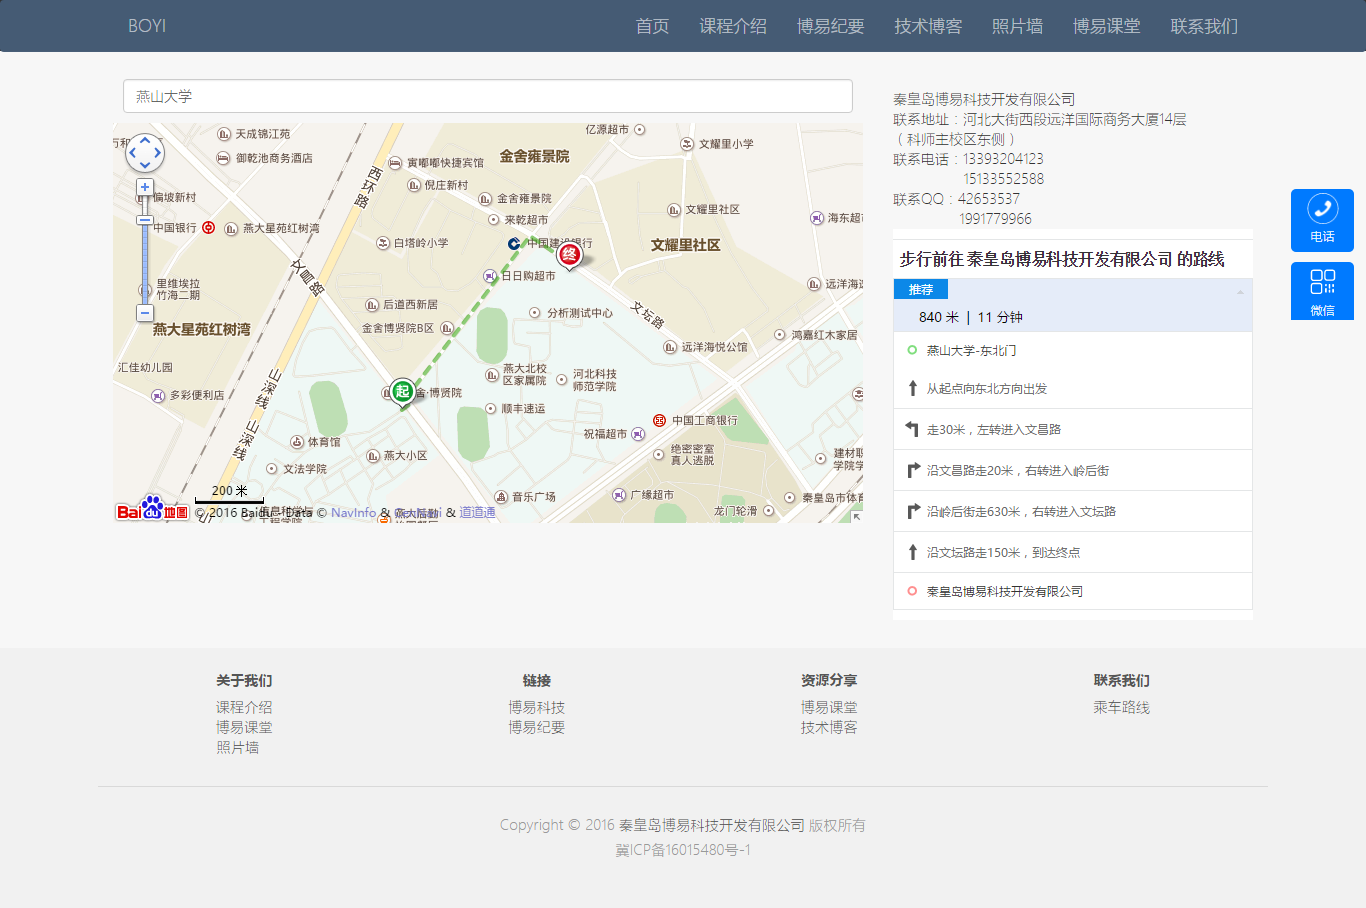 BOYI 首页 课程介绍 博易纪要 技术博客 照片墙 博易课堂 联系我们
燕山大学
秦皇岛博易科技开发有限公司
联系地址：河北大街西段远洋国际商务大厦14层
（科师主校区东侧）
联系电话：13393204123
15133552588
联系QQ：42653537
1991779966
步行前往 秦皇岛博易科技开发有限公司 的路线
推荐
840 米 | 11 分钟
燕山大学-东北门
从起点向东北方向出发
走30米，左转进入文昌路
沿文昌路走20米，右转进入岭后街
沿岭后街走630米，右转进入文坛路
沿文坛路走150米，到达终点
秦皇岛博易科技开发有限公司
电话
微信
天成锦江苑
御乾池商务酒店
万和
偏坡新村
中国银行
燕大星苑红树湾
里维埃拉
竹海二期
燕大星苑红树湾
汇佳幼儿园
多彩便利店
山深线
山深线
西环路
文昌路
寅嘟嘟快捷宾馆
倪庄新村
金舍雍景院
亿源超市
文耀里小学
金舍雍景院
来乾超市
文耀里社区
海东超
白塔岭小学
中国建设银行
文耀里社区
日日购超市
终
远洋海
后道西新居
金舍博贤院B区
分析测试中心
文坛路
远洋海悦公馆
鸿嘉红木家居
燕大北校
区家属院
河北科技
师范学院
起
舍·博贤院
顺丰速运
中国工商银行
祝福超市
绝密密室
真人逃脱
建材职
学院学
体育馆
燕大小区
文法学院
音乐广场
广缘超市
秦皇岛市体育
龙门轮滑
200 米
Bai du 地图 © 2016 Baidu - Data © NavInfo & & 道道通
关于我们
课程介绍
博易课堂
照片墙
链接
博易科技
博易纪要
资源分享
博易课堂
技术博客
联系我们
乘车路线
Copyright © 2016 秦皇岛博易科技开发有限公司 版权所有
冀ICP备16015480号-1